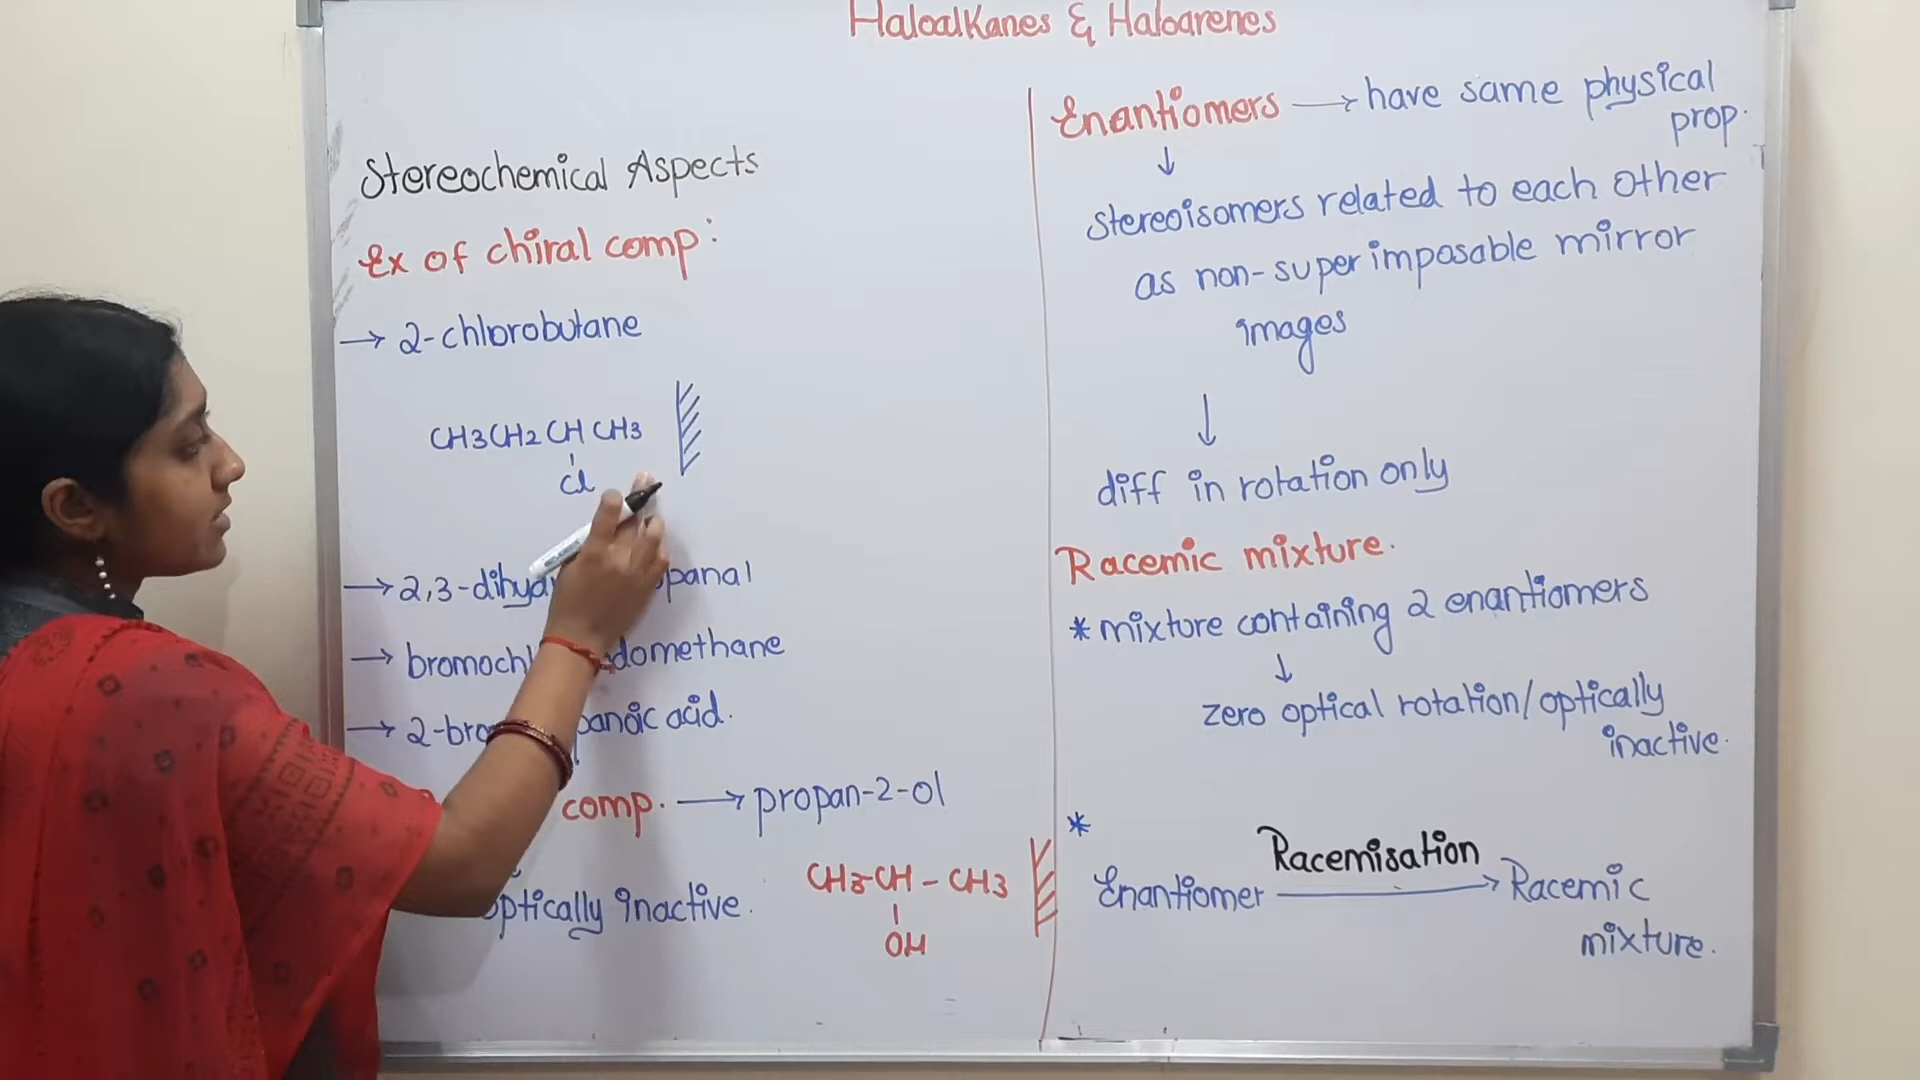 Haloalkanes & Haloarenes
Stereochemical Aspects
Ex of chiral comp:
→ 2-chlorobutane
CH3CH2 CH CH3
Cl
→ 2,3-dihyd panal
→ bromoch domethane
→ 2-bro panoic acid.
comp. → propan-2-ol
optically inactive.
CH3-CH-CH3
OH
Enantiomers → have same physical
prop.
↓
stereoisomers related to each other
as non-superimposable mirror
images
↓
diff in rotation only
Racemic mixture.
* mixture containing 2 enantiomers
↓
zero optical rotation/optically
inactive.
*
Racemisation
Enantiomer → Racemic
mixture.